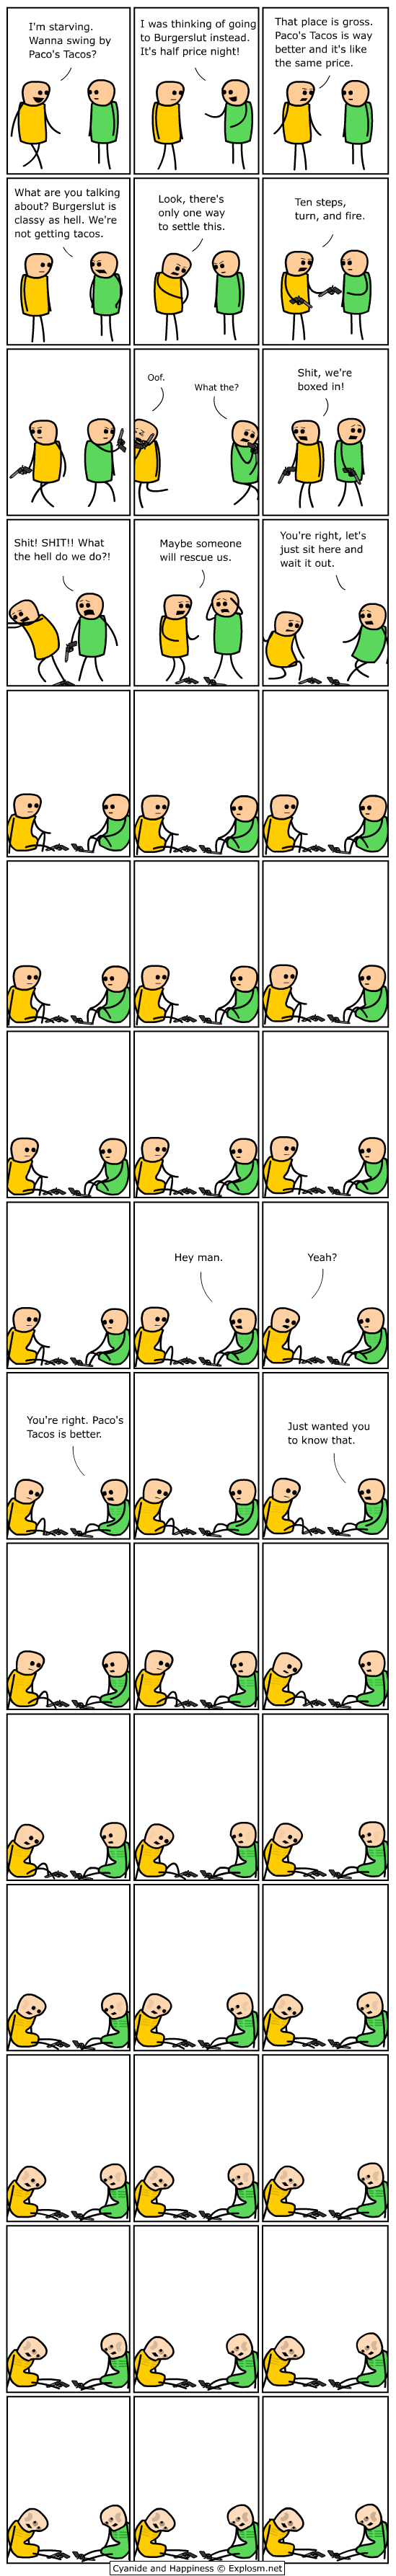 I'm starving.
Wanna swing by
Paco's Tacos?
I was thinking of going
to Burgerslut instead.
It's half price night!
That place is gross.
Paco's Tacos is way
better and it's like
the same price.
What are you talking
about? Burgerslut is
classy as hell. We're
not getting tacos.
Look, there's
only one way
to settle this.
Ten steps,
turn, and fire.
Oof.
What the?
Shit, we're
boxed in!
Shit! SHIT!! What
the hell do we do?!
Maybe someone
will rescue us.
You're right, let's
just sit here and
wait it out.
Hey man.
Yeah?
You're right. Paco's
Tacos is better.
Just wanted you
to know that.
Cyanide and Happiness © Explosm.net